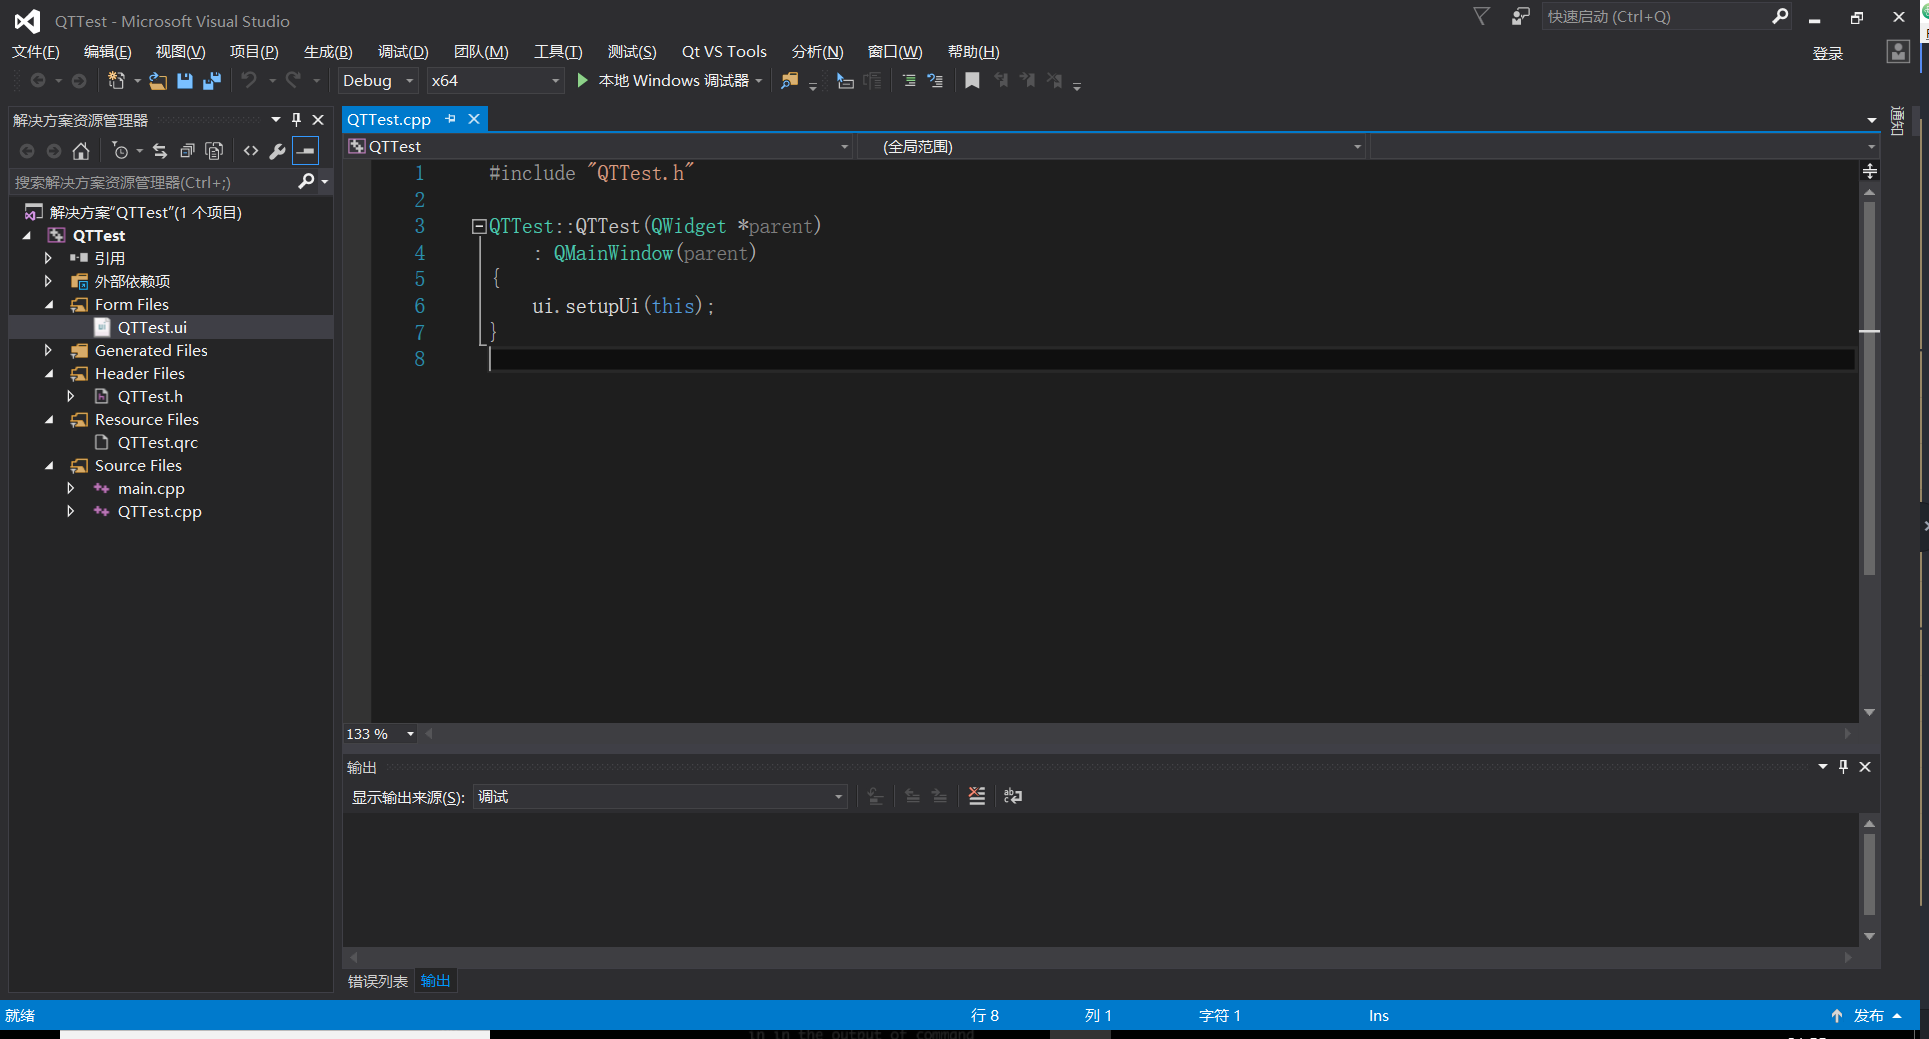 QTTest - Microsoft Visual Studio
快速启动 (Ctrl+Q)
文件(F) 编辑(E) 视图(V) 项目(P) 生成(B) 调试(D) 团队(M) 工具(T) 测试(S) Qt VS Tools 分析(N) 窗口(W) 帮助(H)
登录
Debug x64 本地 Windows 调试器
解决方案资源管理器
搜索解决方案资源管理器(Ctrl+;)
解决方案"QTTest"(1 个项目)
QTTest
引用
外部依赖项
Form Files
QTTest.ui
Generated Files
Header Files
QTTest.h
Resource Files
QTTest.qrc
Source Files
main.cpp
QTTest.cpp
QTTest.cpp
QTTest (全局范围)
1 #include "QTTest.h"
2
3 QTTest::QTTest(QWidget *parent)
4 : QMainWindow(parent)
5 {
6 ui.setupUi(this);
7 }
8
133 %
输出
显示输出来源(S): 调试
错误列表 输出
通知
就绪 行 8 列 1 字符 1 Ins 发布
in in the output of command